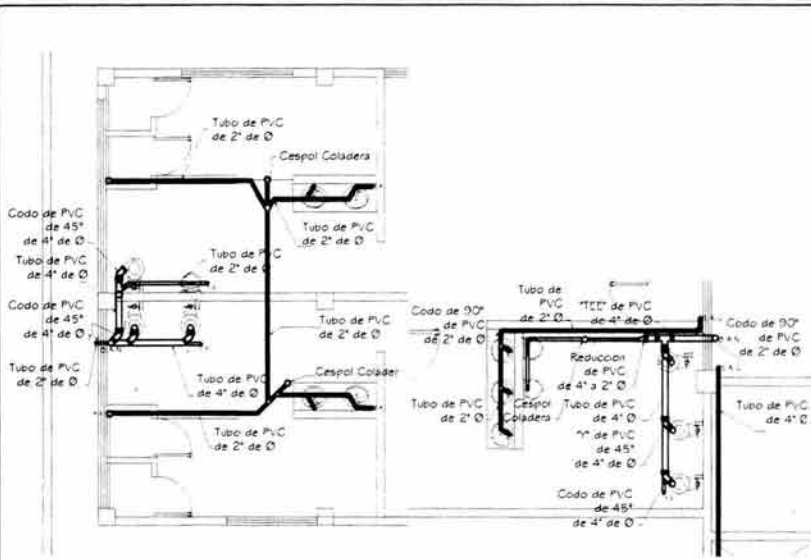 Tubo de PVC
de 2" de Ø
Cespol Coladera
Codo de PVC
de 45°
de 4" de Ø
Tubo de PVC
de 4" de Ø
Codo de PVC
de 45°
de 4" de Ø
Tubo de PVC
de 2" de Ø
Tubo de PVC
de 2" de Ø
Tubo de PVC
de 2" de Ø
Tubo de PVC
de 2" de Ø
Cespol Colader
Tubo de PVC
de 4" de Ø
Tubo de PVC
de 2" de Ø
Codo de 90°
de PVC
de 2" Ø
Tubo de
PVC
de 2" Ø
"TEE" de PVC
de 4" de Ø
Codo de 90°
de PVC
de 2" Ø
Reduccion
de PVC
de 4" a 2" Ø
Tubo de PVC
de 2" Ø
Cespol
Coladera
Tubo de PVC
de 4" Ø
"Y" de PVC
de 45°
de 4" de Ø
Codo de PVC
de 45°
de 4" de Ø
Tubo de PVC
de 4" Ø